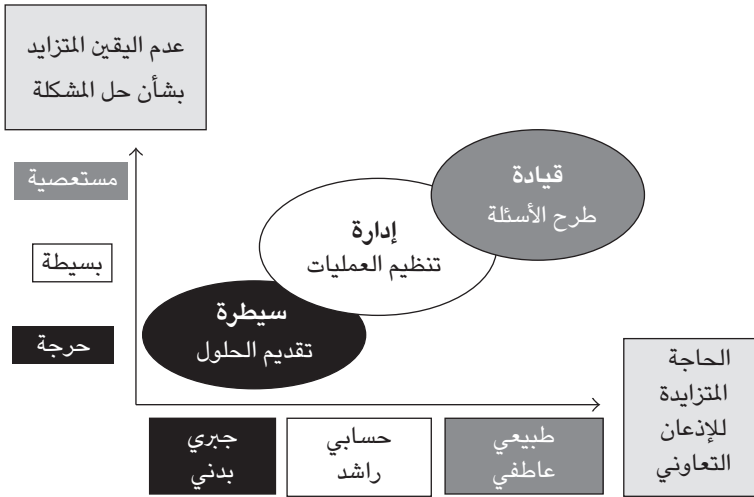 عدم اليقين المتزايد
بشأن حل المشكلة
مستعصية
بسيطة
حرجة
قيادة
طرح الأسئلة
إدارة
تنظيم العمليات
سيطرة
تقديم الحلول
جبري
بدني
حسابي
راشد
طبيعي
عاطفي
الحاجة
المتزايدة
للإذعان
التعاوني